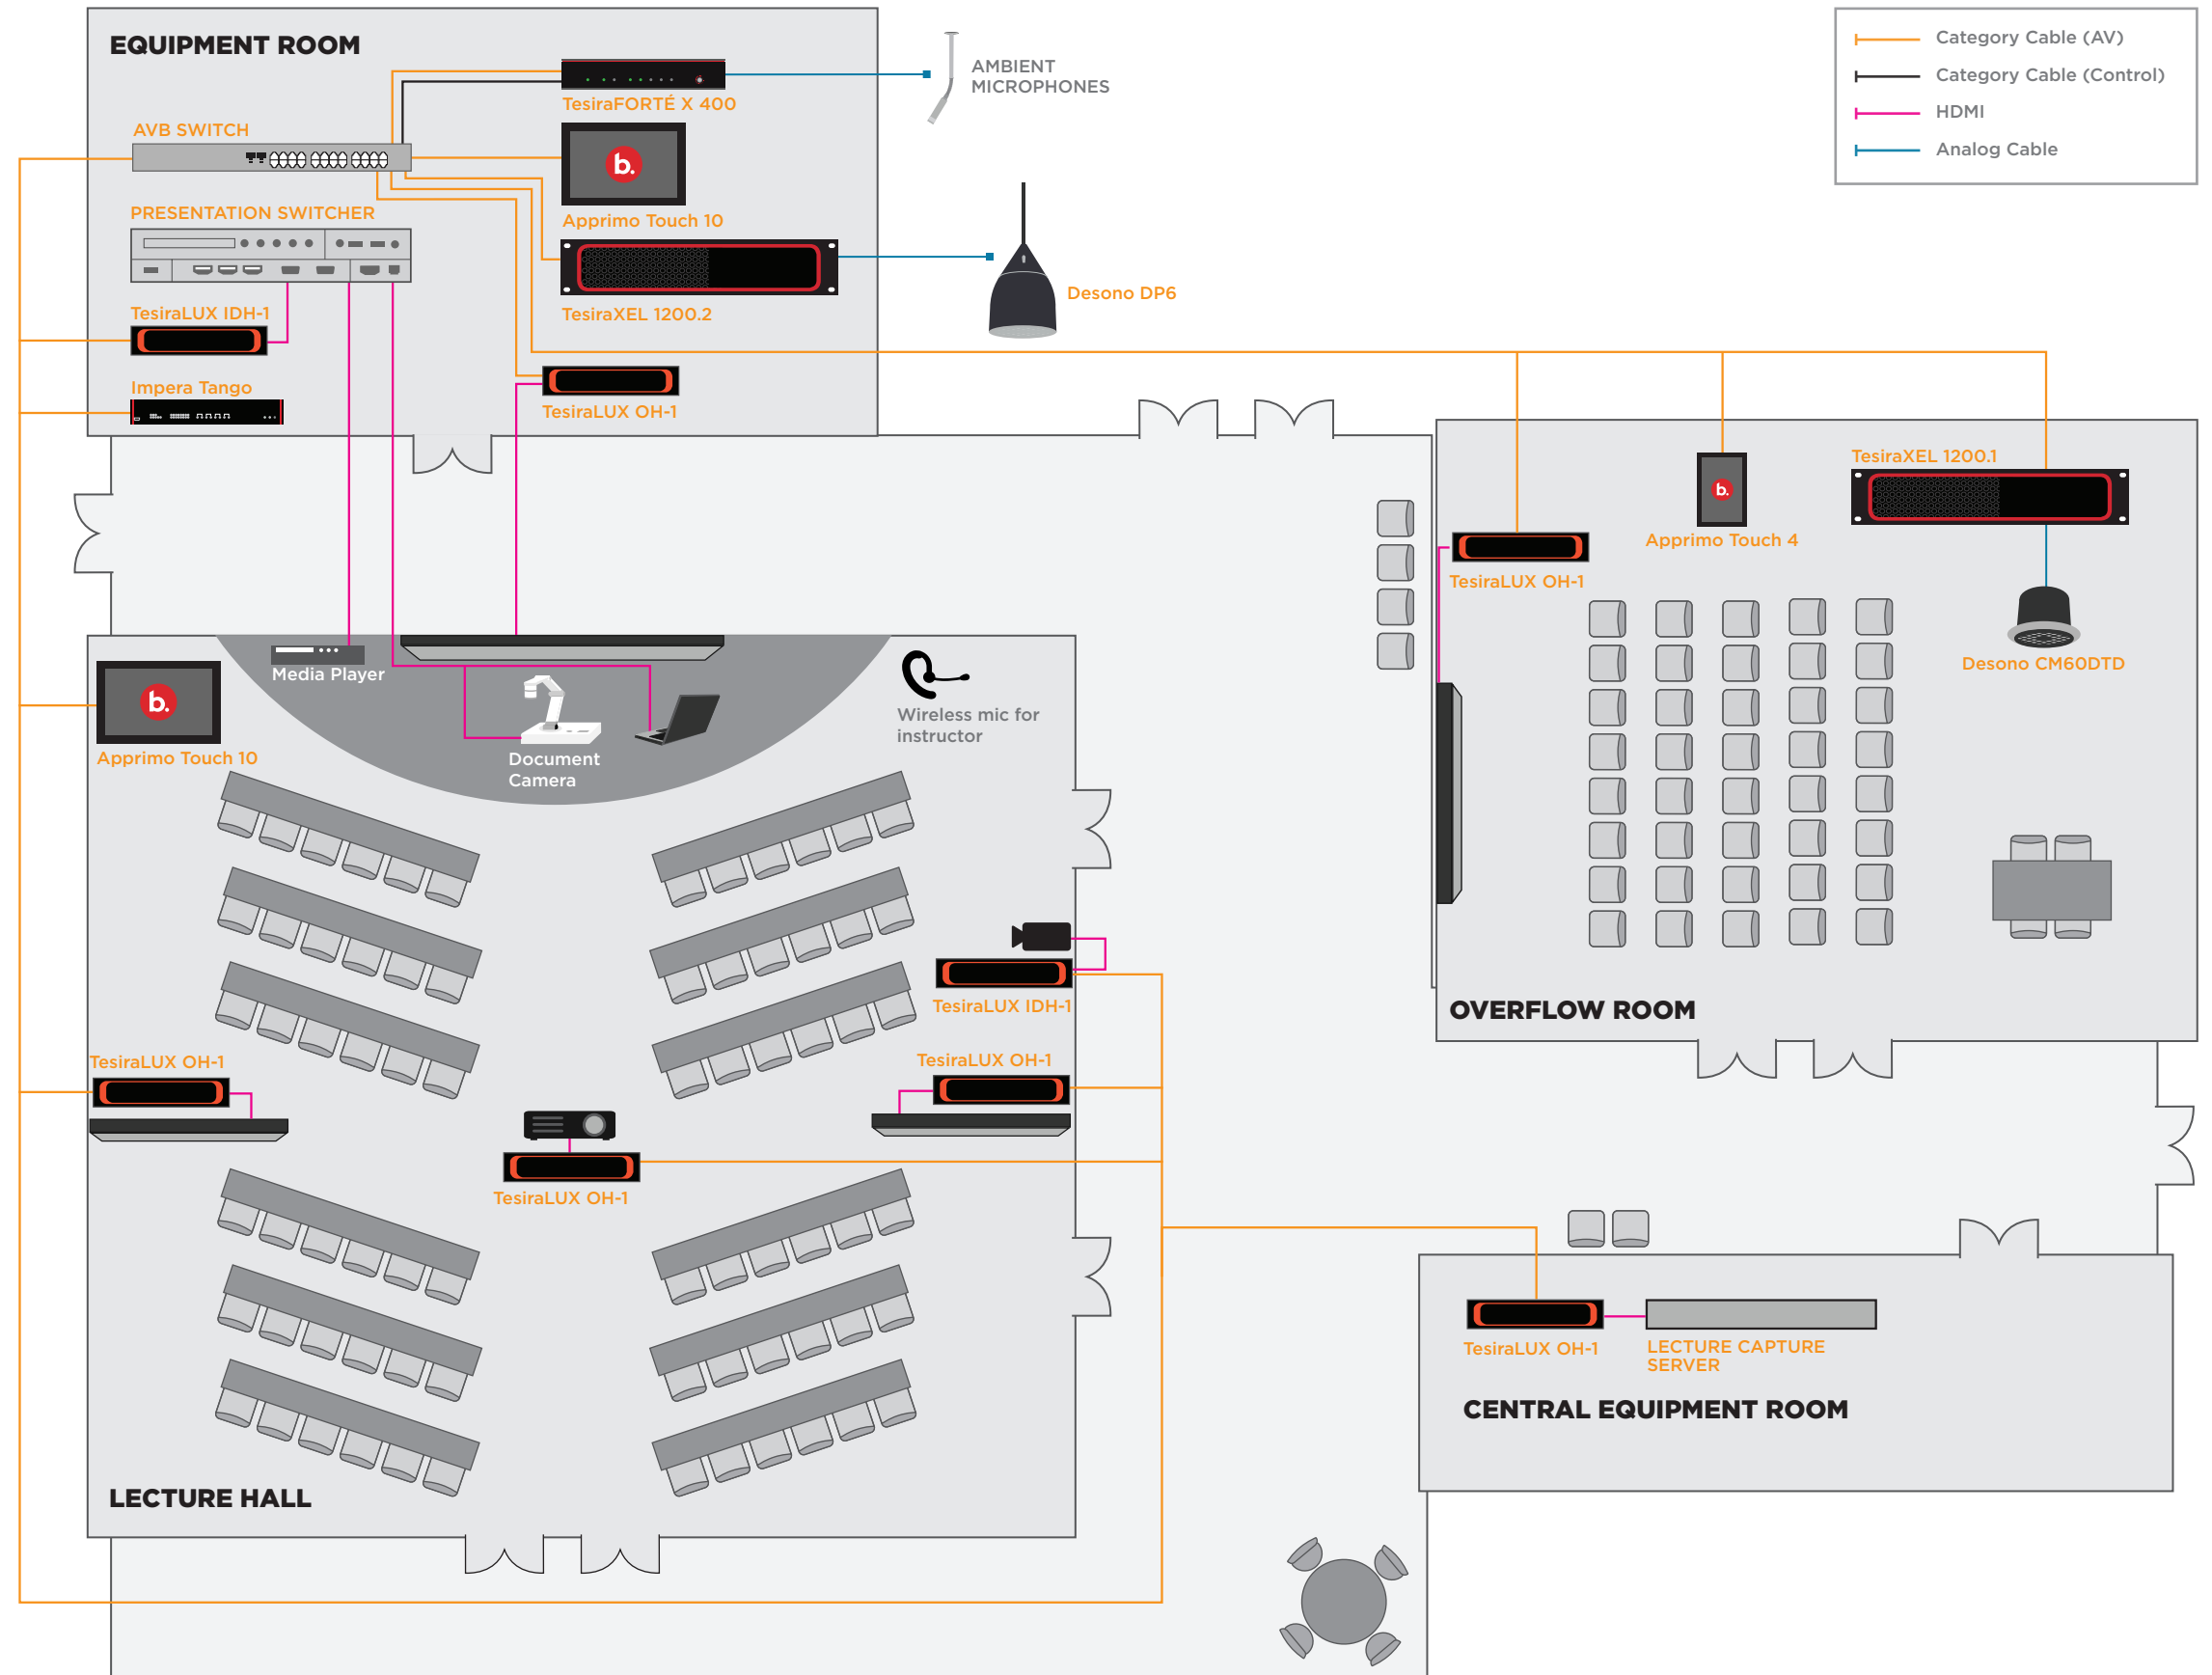 EQUIPMENT ROOM
AVB SWITCH
PRESENTATION SWITCHER
TesiraLUX IDH-1
Impera Tango
TesiraFORTÉ X 400
b.
Apprimo Touch 10
TesiraXEL 1200.2
TesiraLUX OH-1
AMBIENT
MICROPHONES
Desono DP6
Category Cable (AV)
Category Cable (Control)
HDMI
Analog Cable
TesiraXEL 1200.1
b.
Apprimo Touch 4
TesiraLUX OH-1
Desono CM60DTD
OVERFLOW ROOM
Media Player
b.
Apprimo Touch 10
Document
Camera
Wireless mic for
instructor
TesiraLUX IDH-1
TesiraLUX OH-1
TesiraLUX OH-1
TesiraLUX OH-1
LECTURE HALL
TesiraLUX OH-1
LECTURE CAPTURE
SERVER
CENTRAL EQUIPMENT ROOM